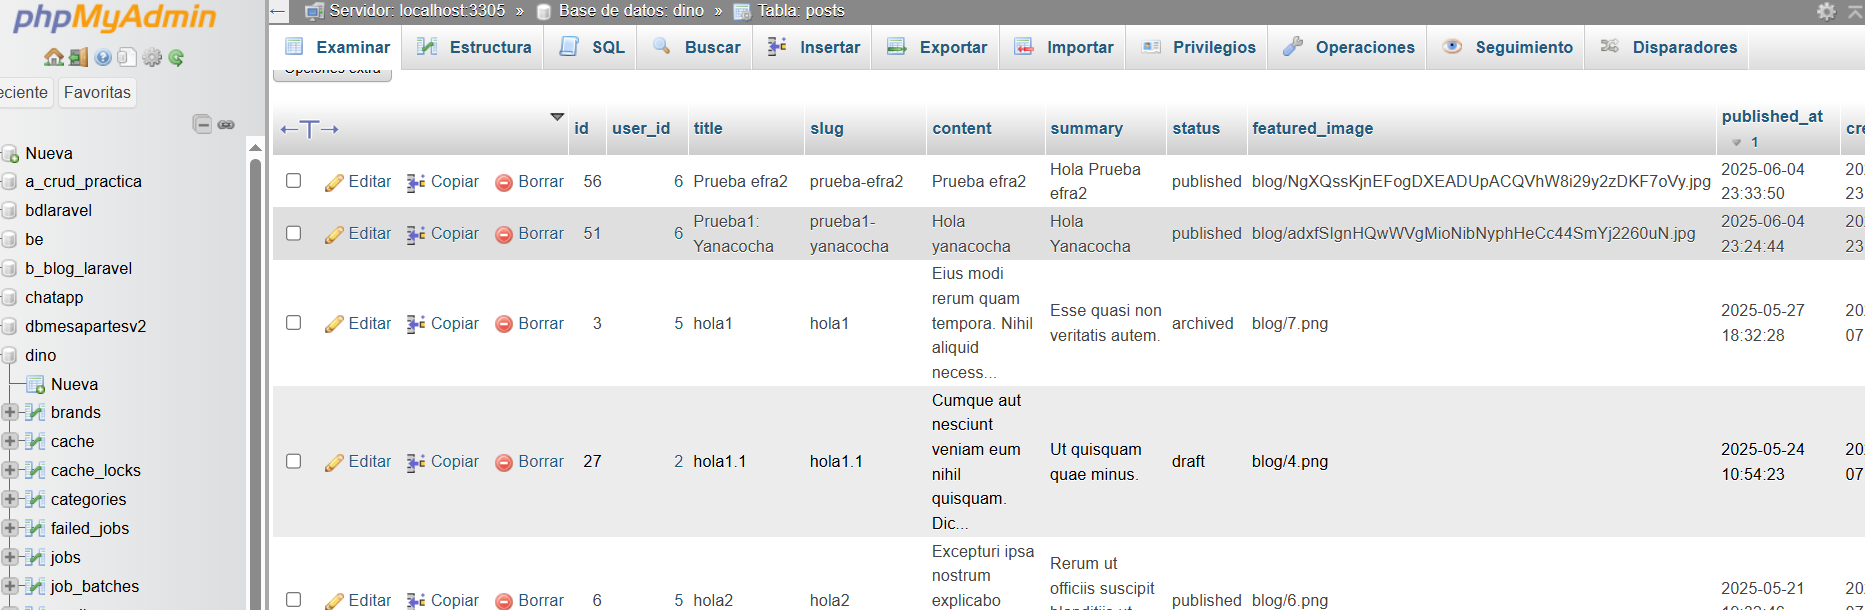 phpMyAdmin
Servidor: localhost:3305 » Base de datos: dino » Tabla: posts
Examinar Estructura SQL Buscar Insertar Exportar Importar Privilegios Operaciones Seguimiento Disparadores
eciente Favoritas
Nueva
a_crud_practica
bdlaravel
be
b_blog_laravel
chatapp
dbmesapartesv2
dino
Nueva
brands
cache
cache_locks
categories
failed_jobs
jobs
job_batches
Opciones extra
id user_id title slug content summary status featured_image published_at 1 cre
Editar Copiar Borrar 56 6 Prueba efra2 prueba-efra2 Prueba efra2 Hola Prueba efra2 published blog/NgXQssKjnEFogDXEADUpACQVhW8i29y2zDKF7oVy.jpg 2025-06-04 23:33:50 20 23
Editar Copiar Borrar 51 6 Prueba1: Yanacocha prueba1-yanacocha Hola yanacocha Hola Yanacocha published blog/adxfSIgnHQwWVgMioNibNyphHeCc44SmYj2260uN.jpg 2025-06-04 23:24:44 20 23
Editar Copiar Borrar 3 5 hola1 hola1 Eius modi rerum quam tempora. Nihil aliquid necess... Esse quasi non veritatis autem. archived blog/7.png 2025-05-27 18:32:28 20 07
Editar Copiar Borrar 27 2 hola1.1 hola1.1 Cumque aut nesciunt veniam eum nihil quisquam. Dic... Ut quisquam quae minus. draft blog/4.png 2025-05-24 10:54:23 20 07
Editar Copiar Borrar 6 5 hola2 hola2 Excepturi ipsa nostrum explicabo Rerum ut officiis suscipit published blog/6.png 2025-05-21 20